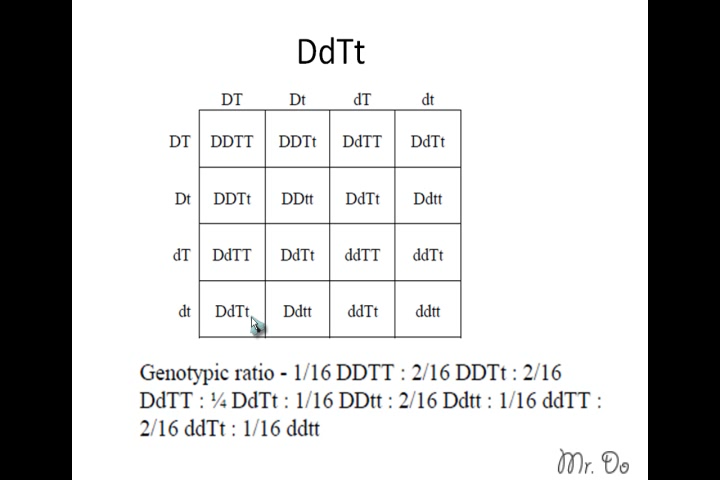 DdTt
DT Dt dT dt
DT DDTT DDTt DdTT DdTt
Dt DDTt DDtt DdTt Ddtt
dT DdTT DdTt ddTT ddTt
dt DdTt Ddtt ddTt ddtt
Genotypic ratio - 1/16 DDTT : 2/16 DDTt : 2/16
DdTT : ¼ DdTt : 1/16 DDtt : 2/16 Ddtt : 1/16 ddTT :
2/16 ddTt : 1/16 ddtt
Mr. Do